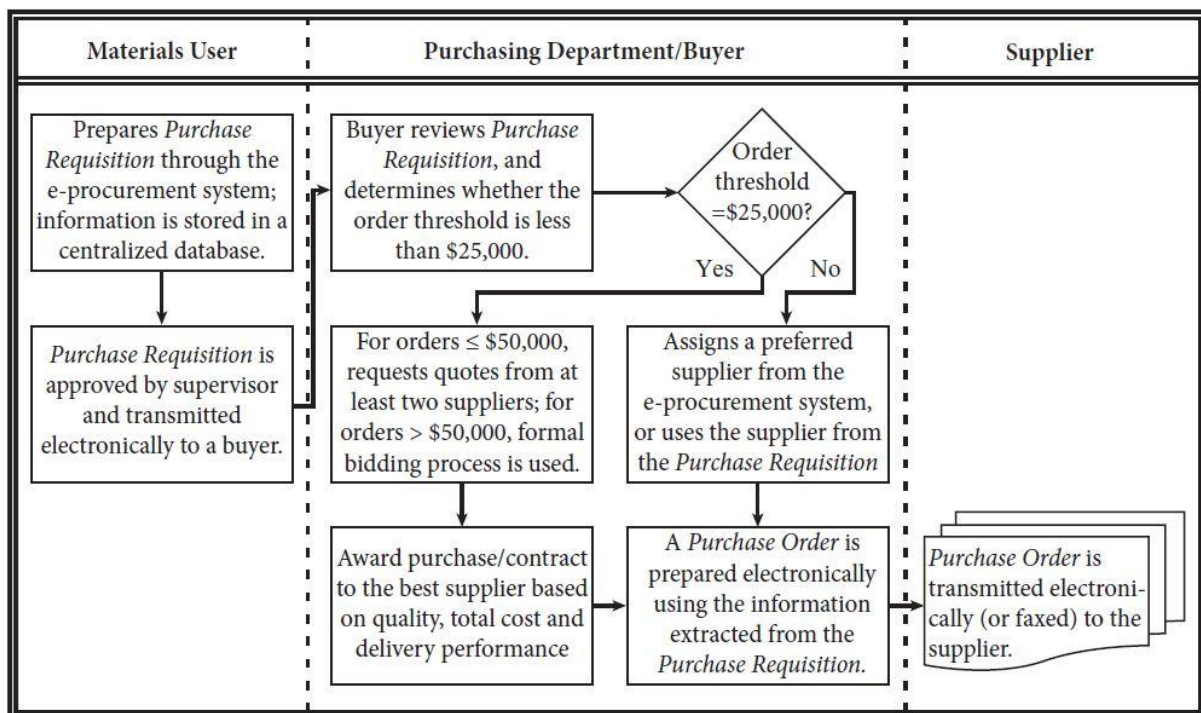 Materials User
Purchasing Department/Buyer
Supplier
Prepares Purchase
Requisition through the
e-procurement system;
information is stored in a
centralized database.
Purchase Requisition is
approved by supervisor
and transmitted
electronically to a buyer.
Buyer reviews Purchase
Requisition, and
determines whether the
order threshold is less
than $25,000.
Order
threshold
=$25,000?
Yes
No
For orders ≤ $50,000,
requests quotes from at
least two suppliers; for
orders > $50,000, formal
bidding process is used.
Assigns a preferred
supplier from the
e-procurement system,
or uses the supplier from
the Purchase Requisition
Award purchase/contract
to the best supplier based
on quality, total cost and
delivery performance
A Purchase Order is
prepared electronically
using the information
extracted from the
Purchase Requisition.
Purchase Order is
transmitted electroni-
cally (or faxed) to the
supplier.